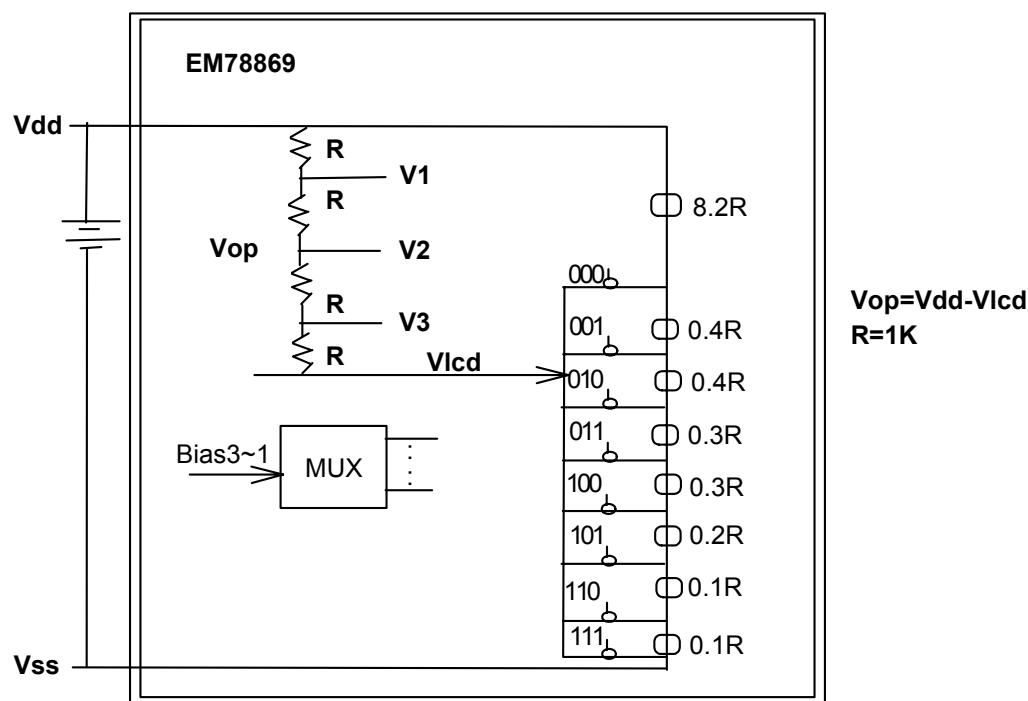 EM78869
Vdd
R
V1
R
8.2R
Vop
V2
000
Vop=Vdd-Vlcd
R
001
0.4R
R=1K
V3
R
Vlcd
010
0.4R
011
0.3R
Bias3~1
MUX
100
0.3R
101
0.2R
110
0.1R
111
0.1R
Vss